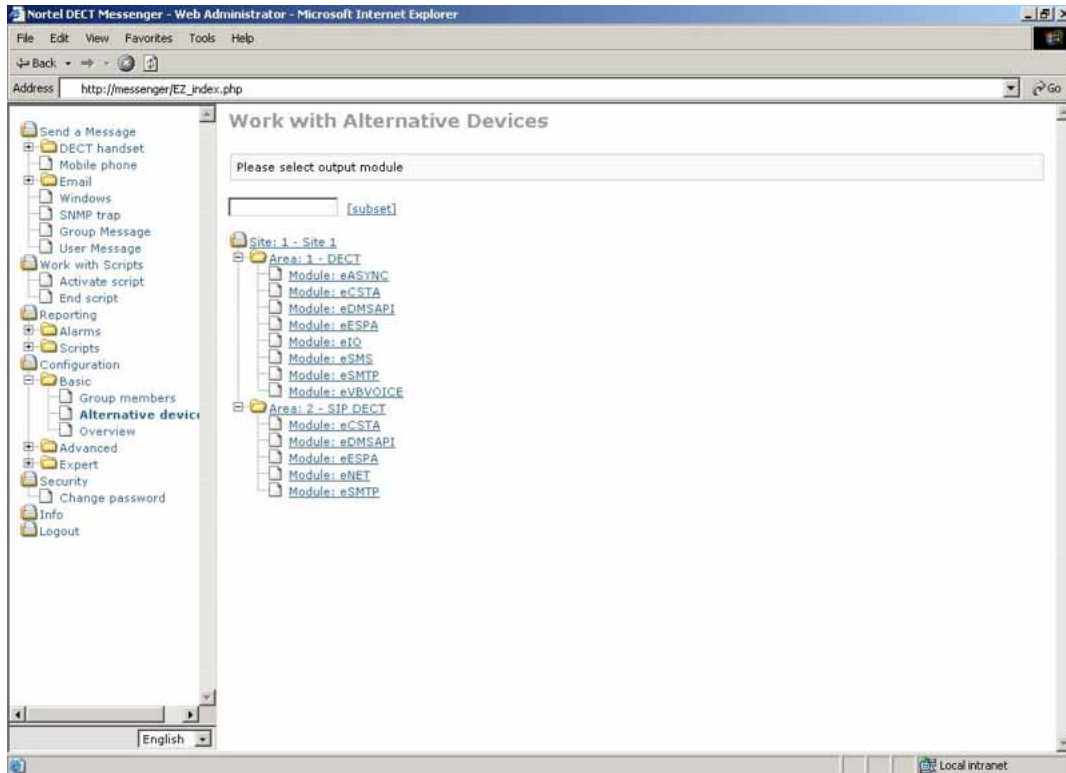 Nortel DECT Messenger - Web Administrator - Microsoft Internet Explorer
File Edit View Favorites Tools Help
Back
Address http://messenger/EZ_index.php Go
Send a Message
DECT handset
Mobile phone
Email
Windows
SNMP trap
Group Message
User Message
Work with Scripts
Activate script
End script
Reporting
Alarms
Scripts
Configuration
Basic
Group members
Alternative device
Overview
Advanced
Expert
Security
Change password
Info
Logout
English
Work with Alternative Devices
Please select output module
[subset]
Site: 1 - Site 1
Area: 1 - DECT
Module: eASYNC
Module: eCSTA
Module: eDMSAPI
Module: eESPA
Module: eIO
Module: eSMS
Module: eSMTP
Module: eVBVOICE
Area: 2 - SIP DECT
Module: eCSTA
Module: eDMSAPI
Module: eESPA
Module: eNET
Module: eSMTP
Local intranet